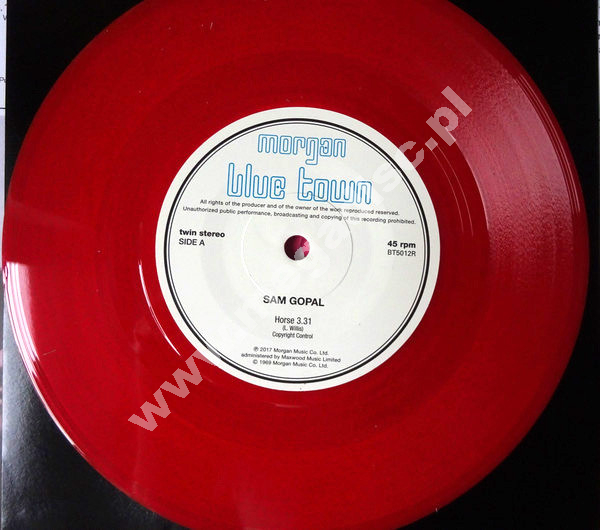 morgan
blue town
All rights of the producer and of the owner of the work reproduced reserved.
Unauthorized public performance, broadcasting and copying of this recording prohibited.
twin stereo
SIDE A
45 rpm
BT5012R
SAM GOPAL
Horse 3.31
(L. Willis)
Copyright Control
℗ 2017 Morgan Music Co. Ltd.
administered by Maxwood Music Limited
© 1969 Morgan Music Co. Ltd.